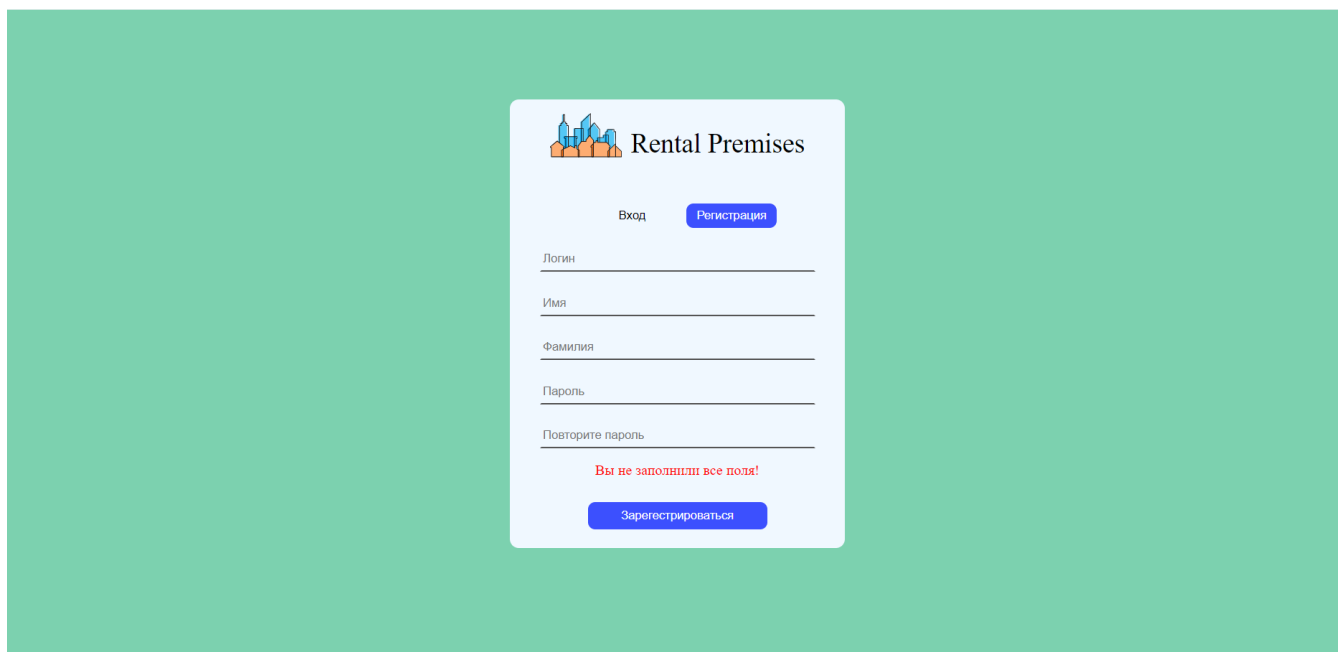 Rental Premises
Вход Регистрация
Логин
Имя
Фамилия
Пароль
Повторите пароль
Вы не заполнили все поля!
Зарегестрироваться